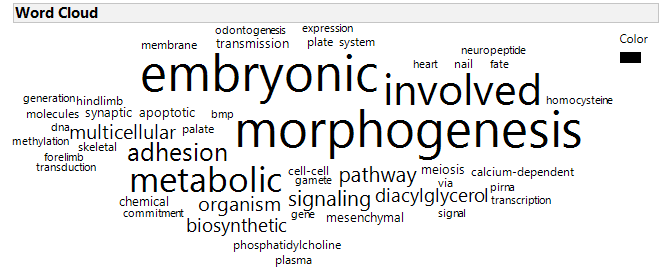 Word Cloud
Color
odontogenesis expression
membrane transmission plate system
neuropeptide
embryonic heart nail fate
involved
generation hindlimb homocysteine
molecules synaptic apoptotic bmp
morphogenesis
dna multicellular palate
methylation skeletal
forelimb adhesion
transduction
metabolic cell-cell pathway meiosis calcium-dependent
gamete via pirna
chemical organism signaling diacylglycerol transcription
commitment gene mesenchymal signal
biosynthetic
phosphatidylcholine
plasma